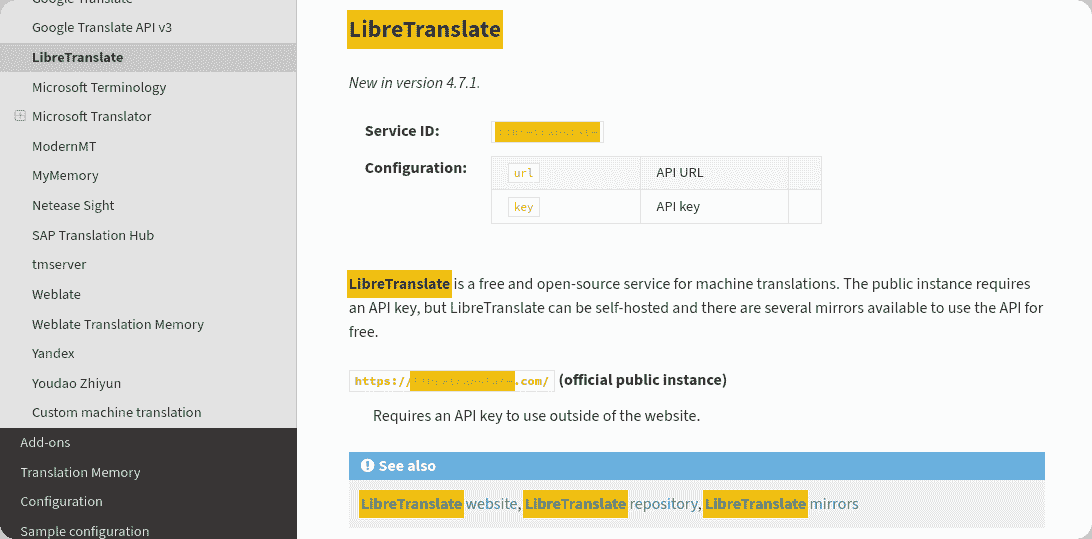 Google Translate
Google Translate API v3
LibreTranslate
Microsoft Terminology
Microsoft Translator
ModernMT
MyMemory
Netease Sight
SAP Translation Hub
tmserver
Weblate
Weblate Translation Memory
Yandex
Youdao Zhiyun
Custom machine translation
Add-ons
Translation Memory
Configuration
Sample configuration
LibreTranslate
New in version 4.7.1.
Service ID:
Configuration:
url API URL
key API key
LibreTranslate is a free and open-source service for machine translations. The public instance requires
an API key, but LibreTranslate can be self-hosted and there are several mirrors available to use the API for
free.
https:// .com/ (official public instance)
Requires an API key to use outside of the website.
See also
LibreTranslate website, LibreTranslate repository, LibreTranslate mirrors